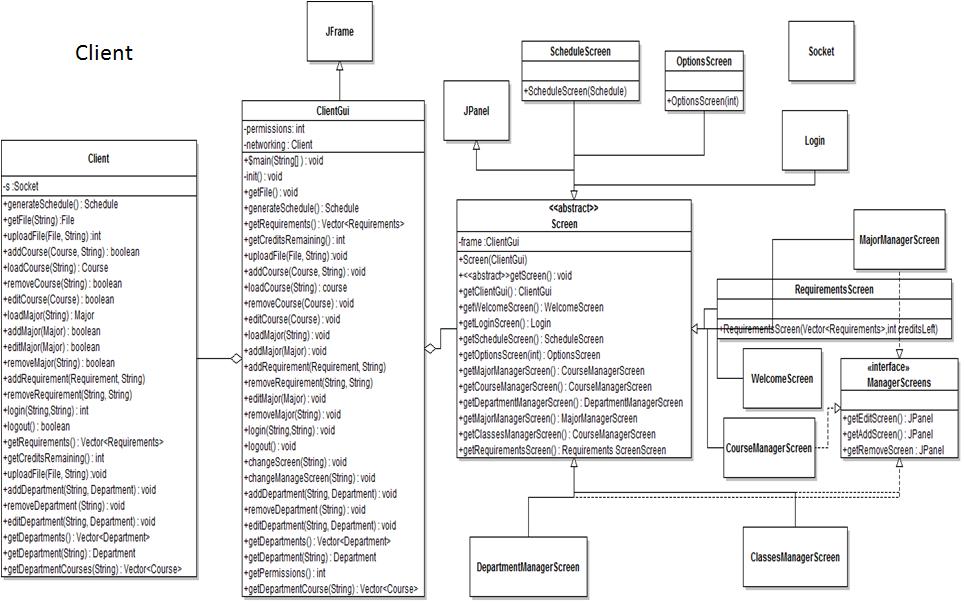 Client
JFrame
ScheduleScreen
+ScheduleScreen(Schedule)
OptionsScreen
+OptionsScreen(int)
Socket
JPanel
Login
Client
-s :Socket
+generateSchedule() : Schedule
+getFile(String) :File
+uploadFile(File, String) :int
+addCourse(Course, String) : boolean
+loadCourse(String) : Course
+removeCourse(String) : boolean
+editCourse(Course) : boolean
+loadMajor(String) : Major
+addMajor(Major) : boolean
+editMajor(Major) : boolean
+removeMajor(String) : boolean
+addRequirement(Requirement, String)
+removeRequirement(String, String)
+login(String,String) : int
+logout() : boolean
+getRequirements() : Vector<Requirements>
+getCreditsRemaining() : int
+uploadFile(File, String) :void
+addDepartment(String, Department) : void
+removeDepartment (String) : void
+editDepartment(String, Department) : void
+getDepartments() : Vector<Department>
+getDepartment(String) : Department
+getDepartmentCourses(String) : Vector<Course>
ClientGui
-permissions: int
-networking : Client
+$main(String[] ) : void
-init() : void
+getFile() : void
+generateSchedule() : Schedule
+getRequirements() : Vector<Requirements>
+getCreditsRemaining() : int
+uploadFile(File, String) :void
+addCourse(Course, String) : void
+loadCourse(String) : course
+removeCourse(Course) : void
+editCourse(Course) : void
+loadMajor(String) : void
+addMajor(Major) : void
+addRequirement(Requirement, String)
+removeRequirement(String, String)
+editMajor(Major) : void
+removeMajor(String) : void
+login(String,String) : void
+logout() : void
+changeScreen(String) : void
+changeManageScreen(String) : void
+addDepartment(String, Department) : void
+removeDepartment (String) : void
+editDepartment(String, Department) : void
+getDepartments() : Vector<Department>
+getDepartment(String) : Department
+getPermissions() : int
+getDepartmentCourse(String) : Vector<Course>
<<abstract>>
Screen
-frame :ClientGui
+Screen(ClientGui)
+<<abstract>>getScreen() : void
+getClientGui() : ClientGui
+getWelcomeScreen() : WelcomeScreen
+getLoginScreen() : Login
+getScheduleScreen() : ScheduleScreen
+getOptionsScreen(int) : OptionsScreen
+getMajorManagerScreen() : CourseManagerScreen
+getCourseManagerScreen() : CourseManagerScreen
+getDepartmentManagerScreen() : DepartmentManagerScreen
+getMajorManagerScreen() : MajorManagerScreen
+getClassesManagerScreen() : CourseManagerScreen
+getRequirementsScreen() : Requirements ScreenScreen
MajorManagerScreen
RequirementsScreen
+RequirementsScreen(Vector<Requirements>,int creditsLeft)
WelcomeScreen
«interface»
ManagerScreens
+getEditScreen() : JPanel
+getAddScreen() : JPanel
+getRemoveScreen : JPanel
CourseManagerScreen
DepartmentManagerScreen
ClassesManagerScreen